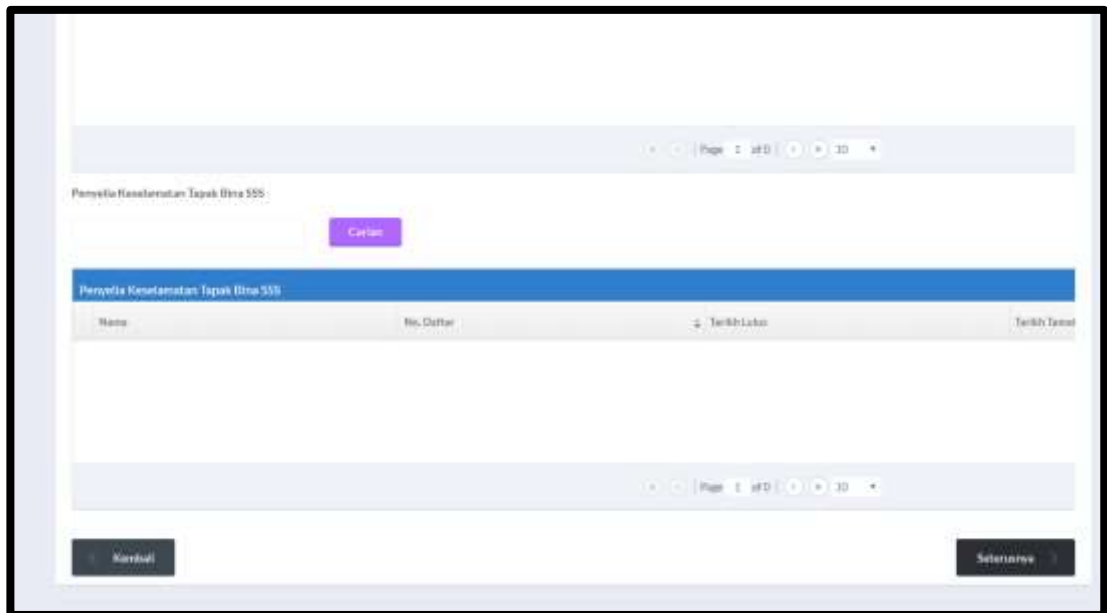 Page 1 of 0 10
Penyelia Keselamatan Tapak Bina SSS
Carian
Penyelia Keselamatan Tapak Bina SSS
Nama No. Daftar Tarikh Lulus Tarikh Tamat
Page 1 of 0 10
Kembali Seterusnya